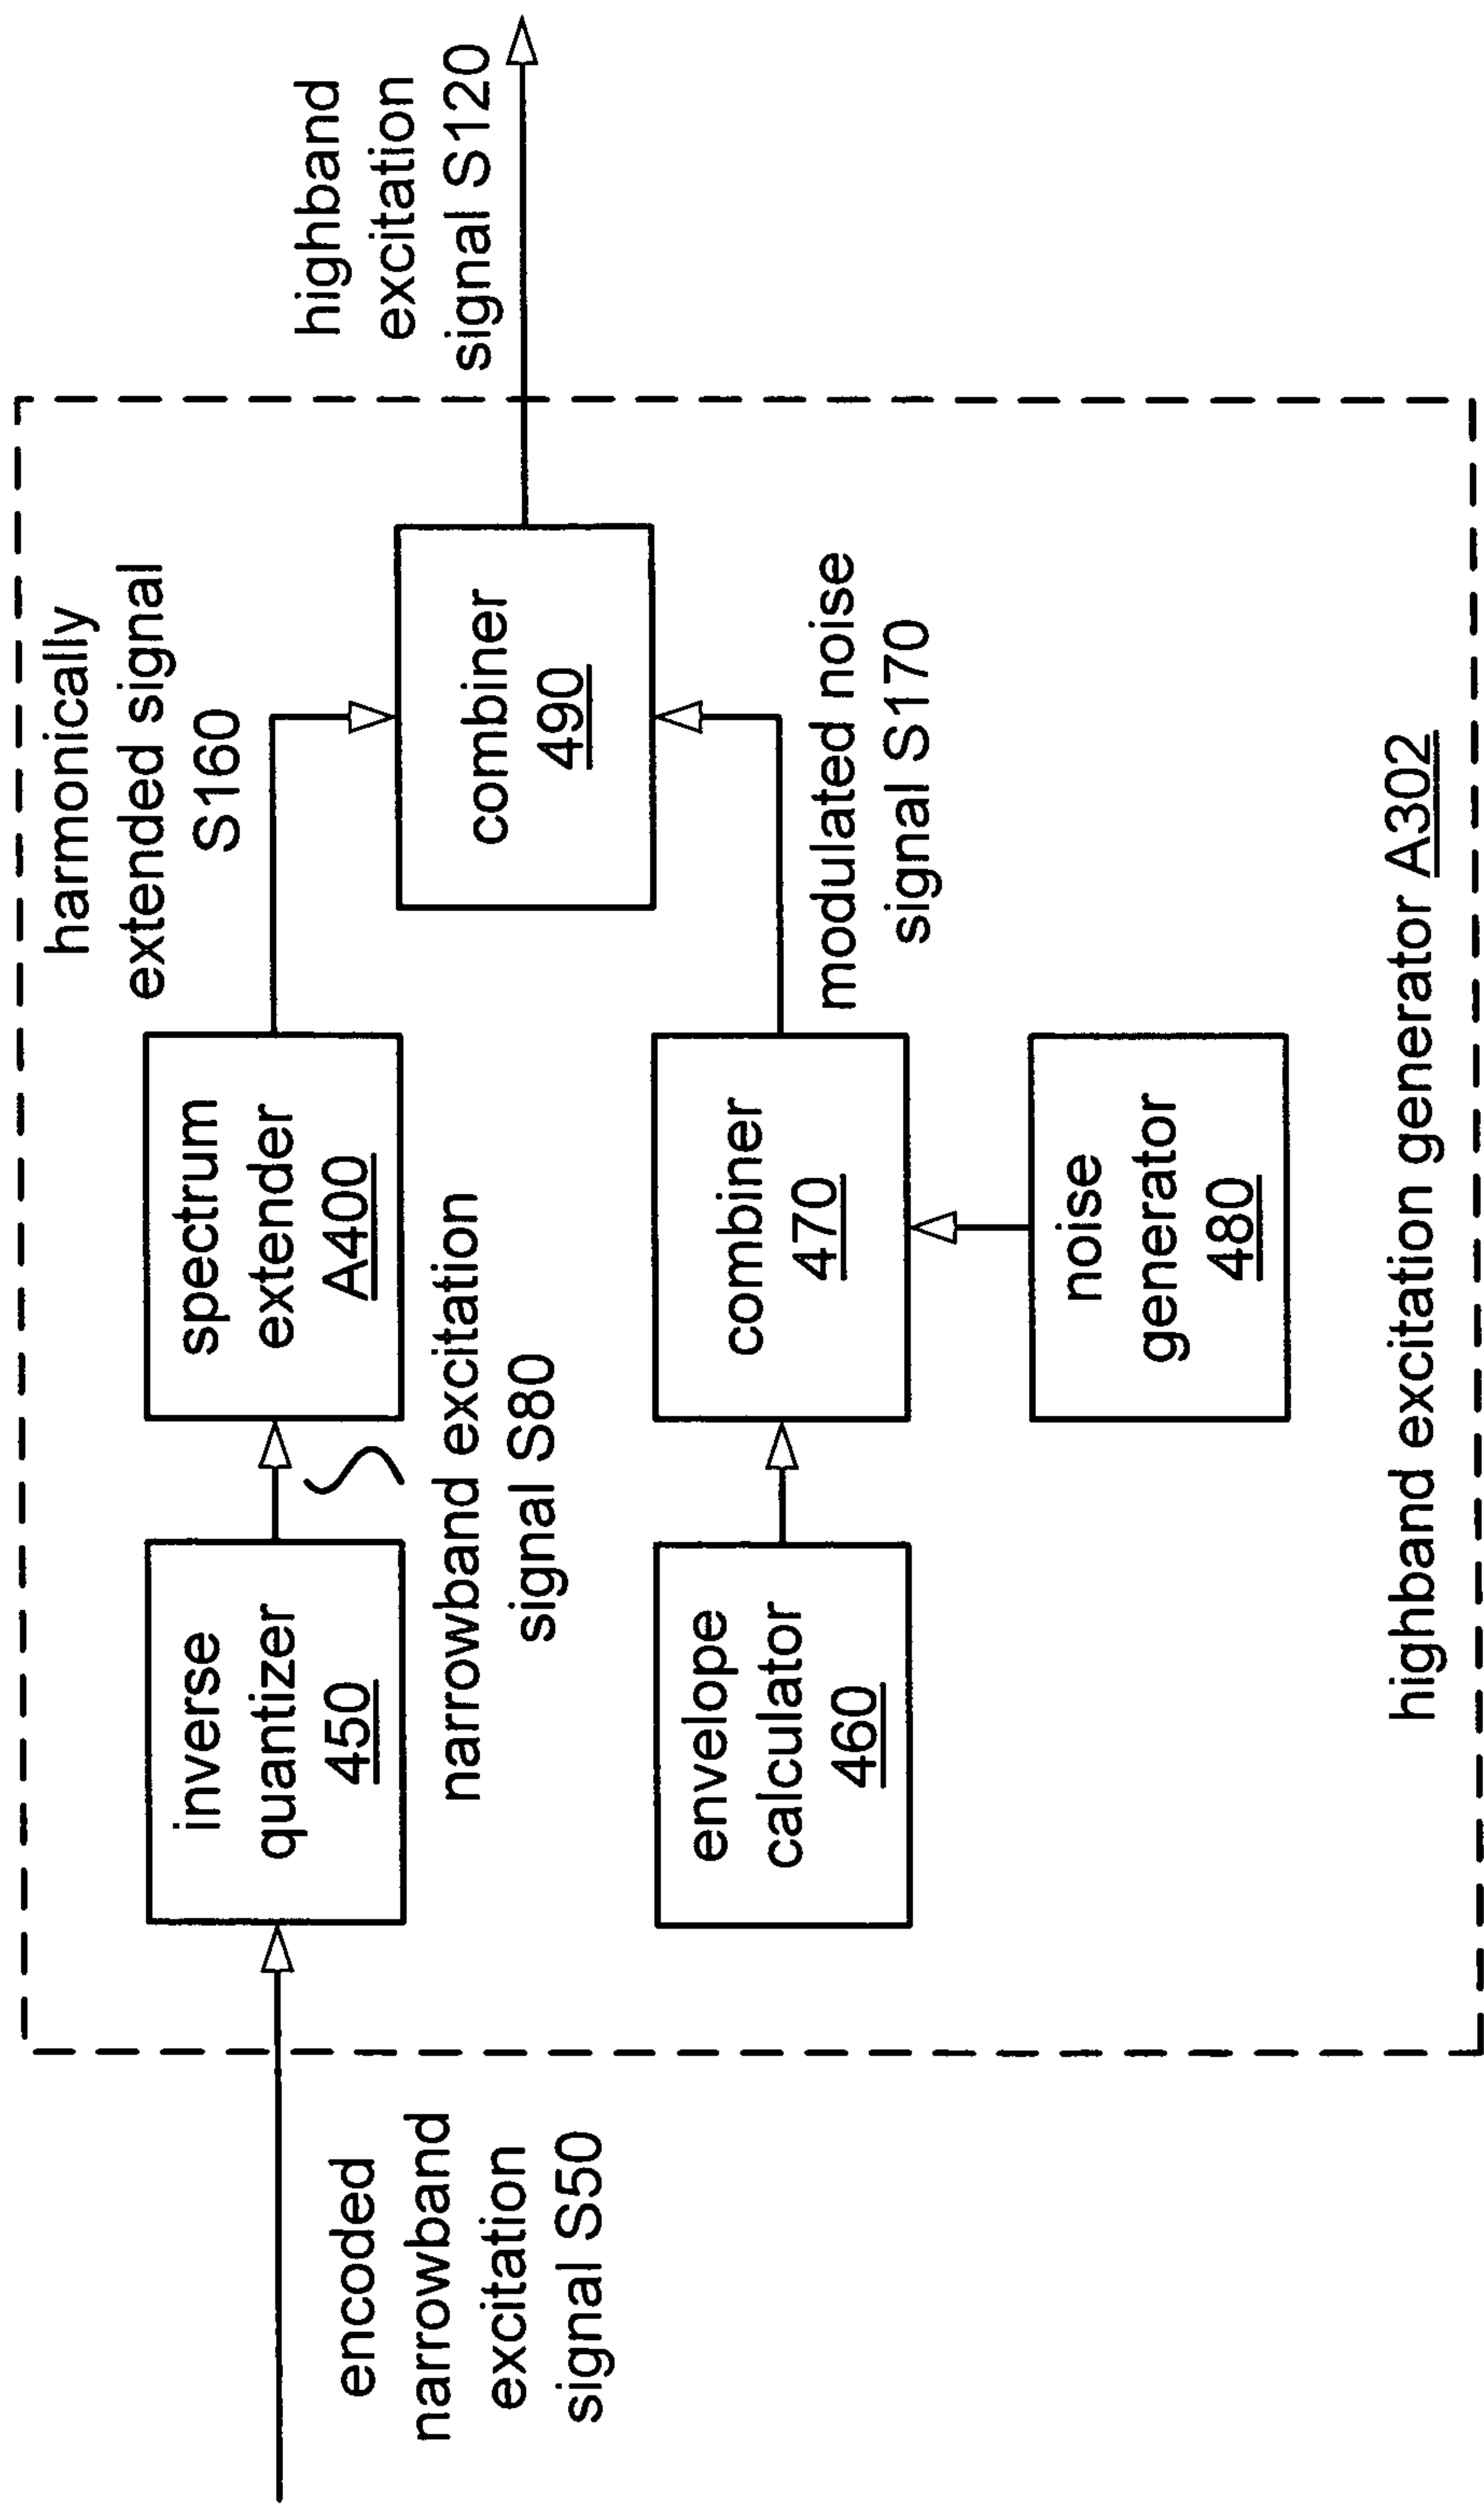 encoded
narrowband
excitation
signal S50
inverse
quantizer
450
narrowband excitation
signal S80
spectrum
extender
A400
harmonically
extended signal
S160
envelope
calculator
460
combiner
470
noise
generator
480
modulated noise
signal S170
combiner
490
highband
excitation
signal S120
highband excitation generator A302